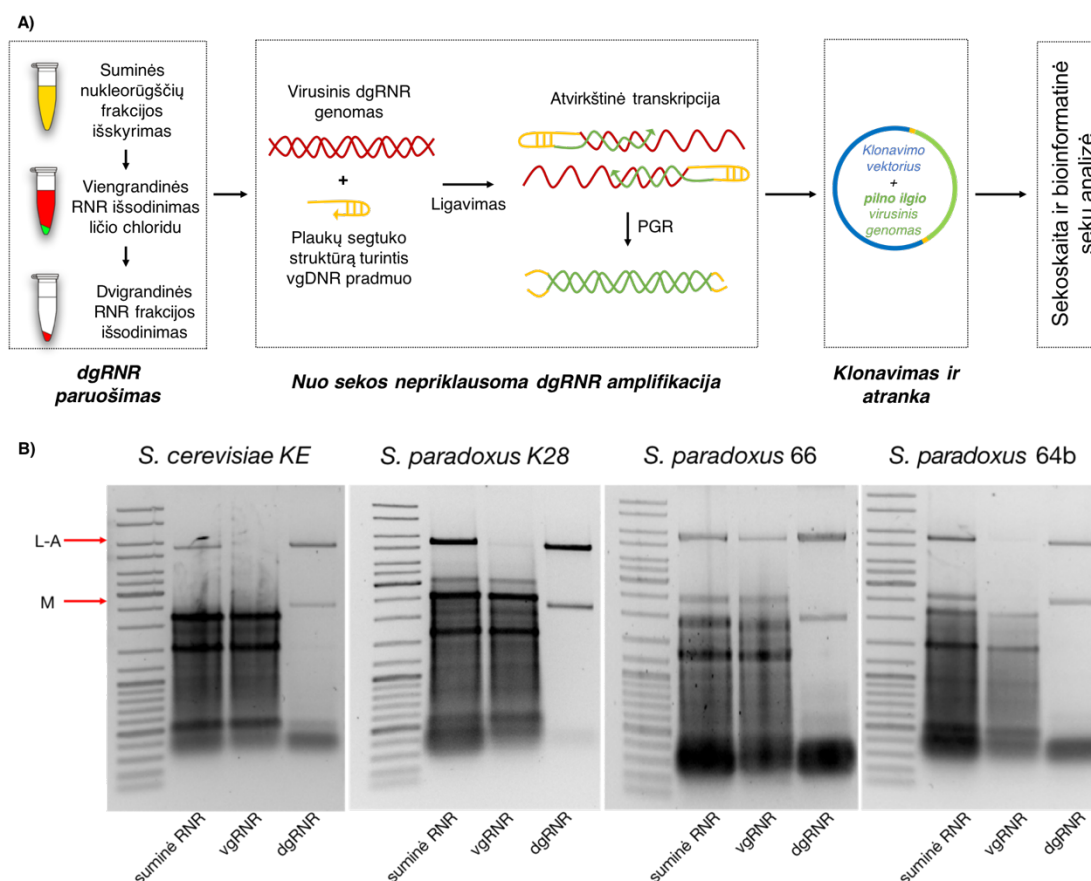 A)
Suminės
nukleorūgščių
frakcijos
išskyrimas
Viengrandinės
RNR išsodinimas
ličio chloridu
Dvigrandinės
RNR frakcijos
išsodinimas
dgRNR
paruošimas
Virusinis dgRNR
genomas
+
Plaukų segtuko
struktūrą turintis
vgDNR pradmuo
Ligavimas
Atvirkštinė transkripcija
PGR
Nuo sekos nepriklausoma dgRNR amplifikacija
Klonavimo
vektorius
+
pilno ilgio
virusinis
genomas
Klonavimas ir
atranka
Sekoskaita ir bioinformatinė
sekų analizė
B)
S. cerevisiae KE
S. paradoxus K28
S. paradoxus 66
S. paradoxus 64b
L-A
M
suminė RNR
vgRNR
dgRNR
suminė RNR
vgRNR
dgRNR
suminė RNR
vgRNR
dgRNR
suminė RNR
vgRNR
dgRNR